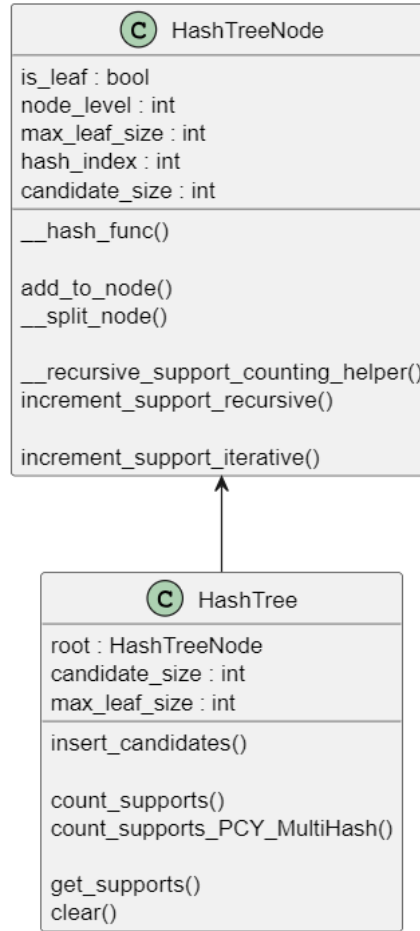 C HashTreeNode
is_leaf : bool
node_level : int
max_leaf_size : int
hash_index : int
candidate_size : int
__hash_func()
add_to_node()
__split_node()
__recursive_support_counting_helper()
increment_support_recursive()
increment_support_iterative()
C HashTree
root : HashTreeNode
candidate_size : int
max_leaf_size : int
insert_candidates()
count_supports()
count_supports_PCY_MultiHash()
get_supports()
clear()